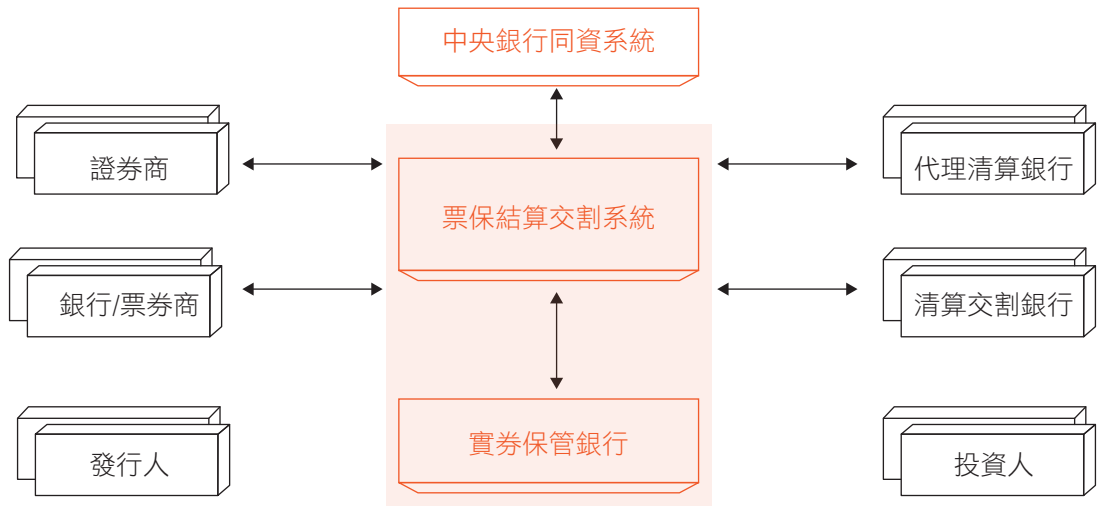 中央銀行同資系統
證券商
代理清算銀行
票保結算交割系統
銀行/票券商
清算交割銀行
實券保管銀行
發行人
投資人